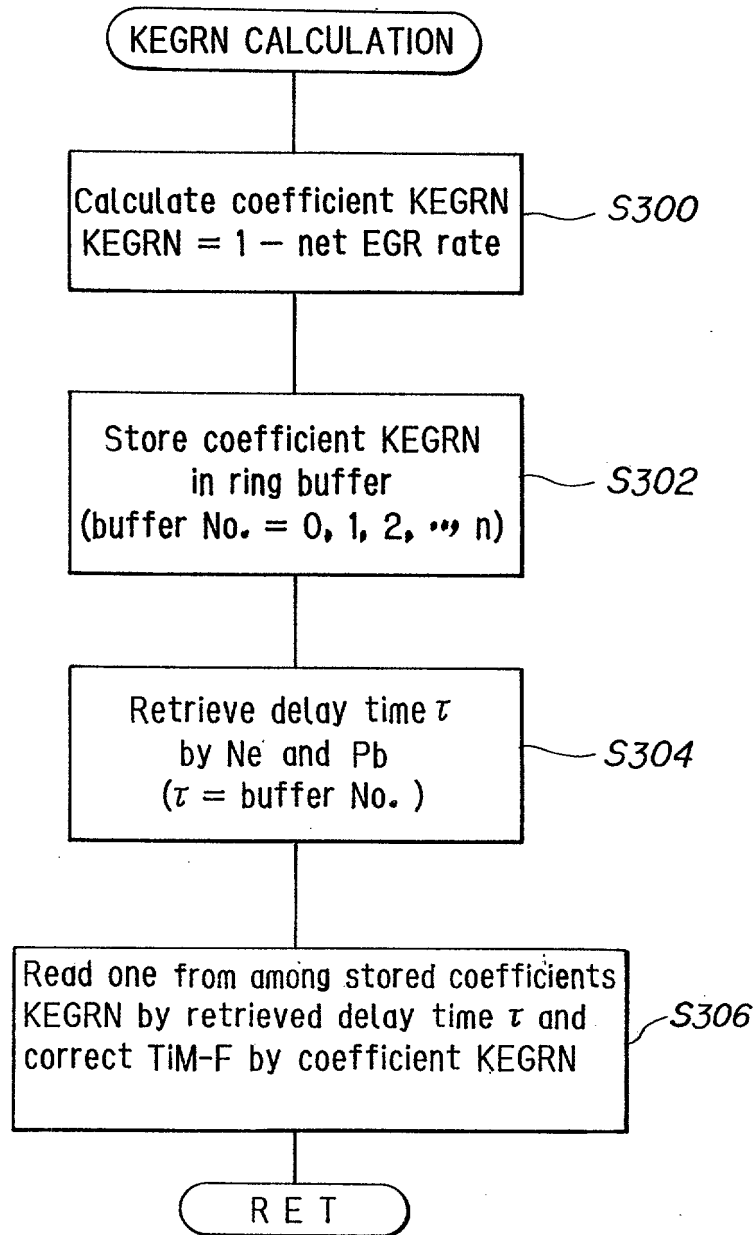 KEGRN CALCULATION
Calculate coefficient KEGRN
KEGRN = 1 − net EGR rate
S300
Store coefficient KEGRN
in ring buffer
(buffer No. = 0, 1, 2, ..., n)
S302
Retrieve delay time τ
by Ne and Pb
(τ = buffer No. )
S304
Read one from among stored coefficients
KEGRN by retrieved delay time τ and
correct TiM-F by coefficient KEGRN
S306
RET